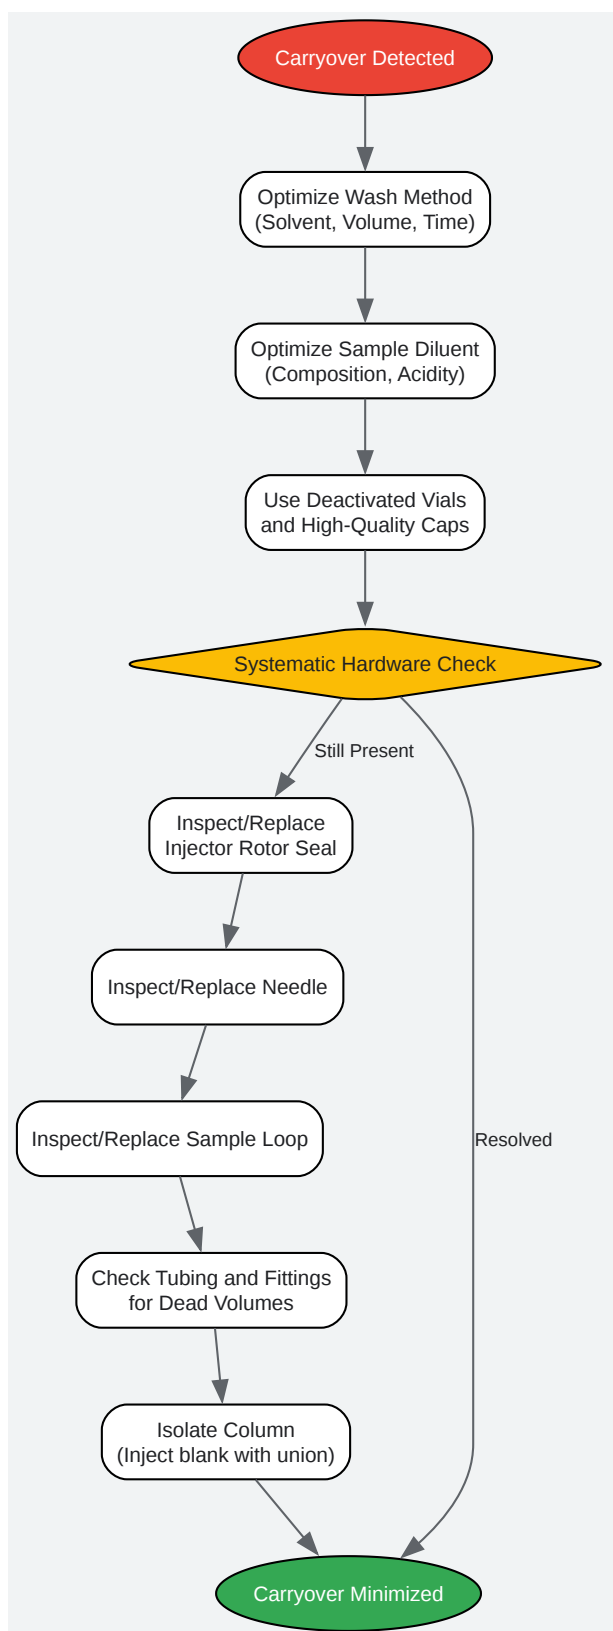 Carryover Detected
Optimize Wash Method
(Solvent, Volume, Time)
Optimize Sample Diluent
(Composition, Acidity)
Use Deactivated Vials
and High-Quality Caps
Systematic Hardware Check
Still Present
Inspect/Replace
Injector Rotor Seal
Inspect/Replace Needle
Inspect/Replace Sample Loop
Resolved
Check Tubing and Fittings
for Dead Volumes
Isolate Column
(Inject blank with union)
Carryover Minimized